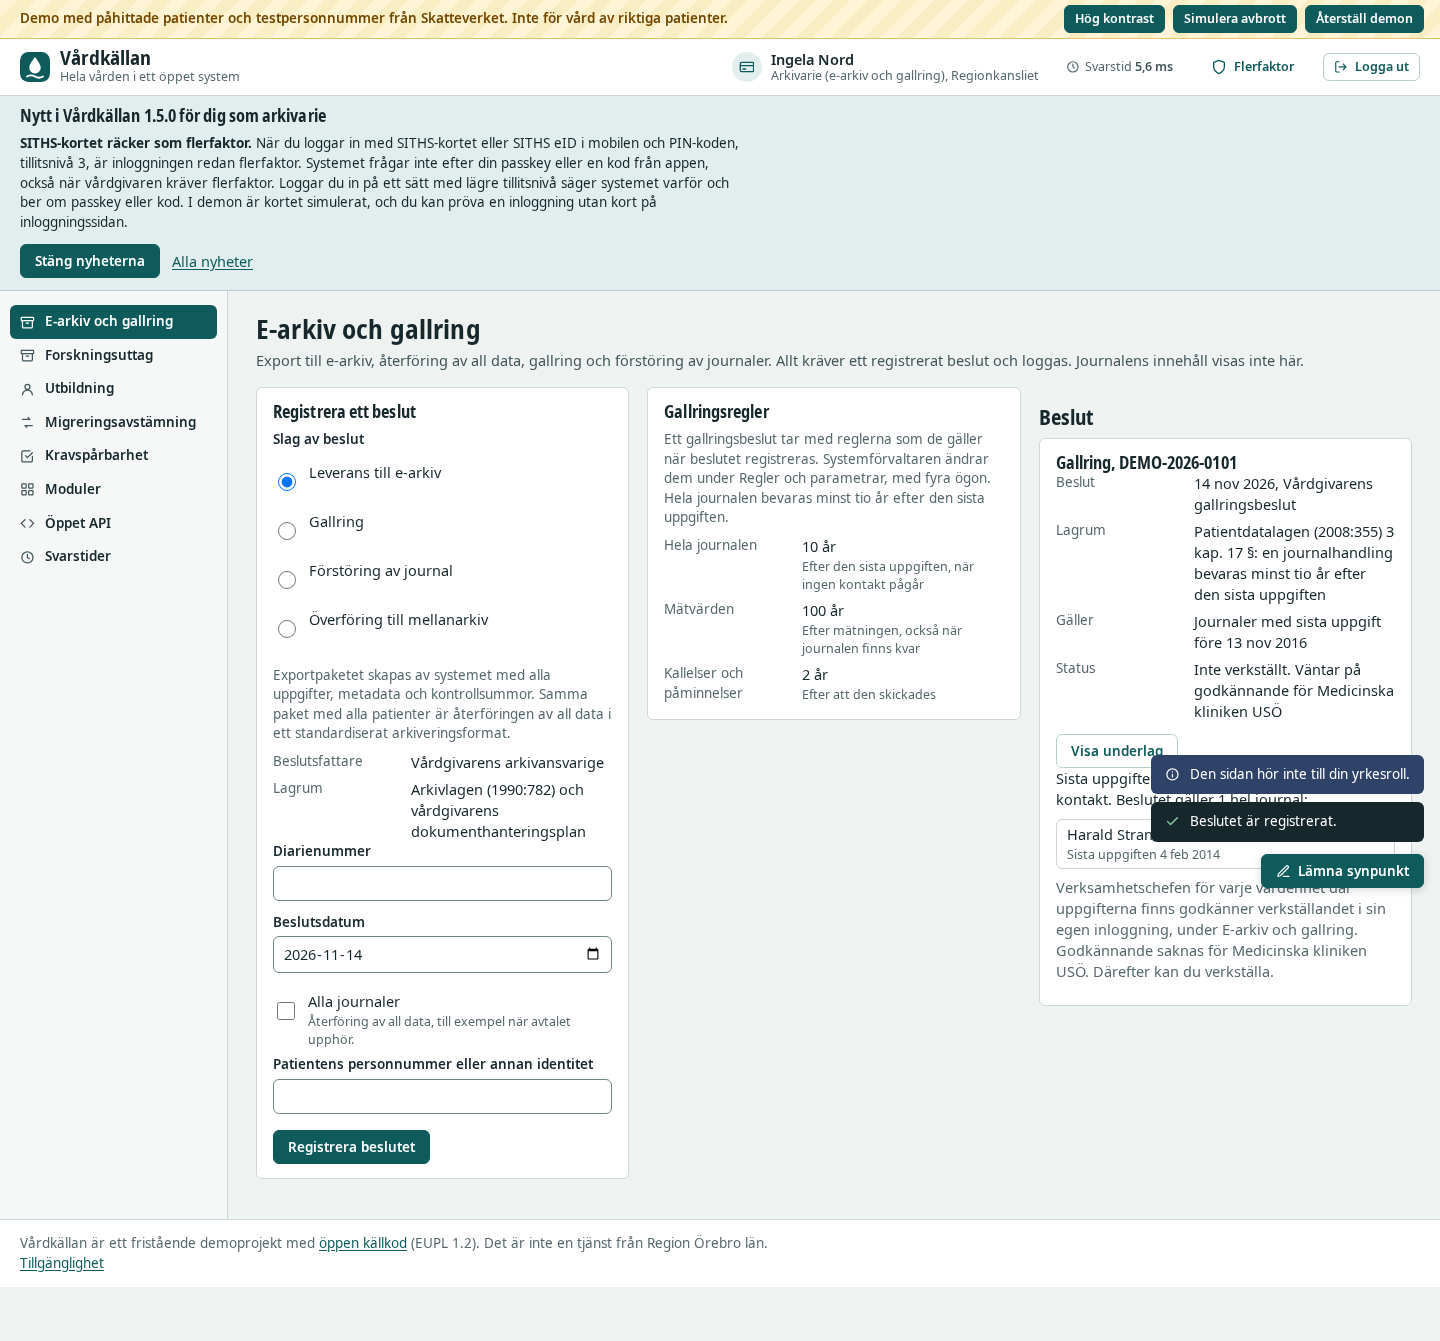 Demo med påhittade patienter och testpersonnummer från Skatteverket. Inte för vård av riktiga patienter.
Hög kontrast
Simulera avbrott
Återställ demon
Vårdkällan
Hela vården i ett öppet system
Ingela Nord
Arkivarie (e-arkiv och gallring), Regionkansliet
Svarstid 5,6 ms
Flerfaktor
Logga ut
Nytt i Vårdkällan 1.5.0 för dig som arkivarie
SITHS-kortet räcker som flerfaktor. När du loggar in med SITHS-kortet eller SITHS eID i mobilen och PIN-koden,
tillitsnivå 3, är inloggningen redan flerfaktor. Systemet frågar inte efter din passkey eller en kod från appen,
också när vårdgivaren kräver flerfaktor. Loggar du in på ett sätt med lägre tillitsnivå säger systemet varför och
ber om passkey eller kod. I demon är kortet simulerat, och du kan pröva en inloggning utan kort på
inloggningssidan.
Stäng nyheterna
Alla nyheter
E-arkiv och gallring
Forskningsuttag
Utbildning
Migreringsavstämning
Kravspårbarhet
Moduler
Öppet API
Svarstider
E-arkiv och gallring
Export till e-arkiv, återföring av all data, gallring och förstöring av journaler. Allt kräver ett registrerat beslut och loggas. Journalens innehåll visas inte här.
Registrera ett beslut
Slag av beslut
Leverans till e-arkiv
Gallring
Förstöring av journal
Överföring till mellanarkiv
Exportpaketet skapas av systemet med alla
uppgifter, metadata och kontrollsummor. Samma
paket med alla patienter är återföringen av all data i
ett standardiserat arkiveringsformat.
Beslutsfattare
Vårdgivarens arkivansvarige
Lagrum
Arkivlagen (1990:782) och
vårdgivarens
dokumenthanteringsplan
Diarienummer
Beslutsdatum
2026-11-14
Alla journaler
Återföring av all data, till exempel när avtalet
upphör.
Patientens personnummer eller annan identitet
Registrera beslutet
Gallringsregler
Ett gallringsbeslut tar med reglerna som de gäller
när beslutet registreras. Systemförvaltaren ändrar
dem under Regler och parametrar, med fyra ögon.
Hela journalen bevaras minst tio år efter den sista
uppgiften.
Hela journalen
10 år
Efter den sista uppgiften, när
ingen kontakt pågår
Mätvärden
100 år
Efter mätningen, också när
journalen finns kvar
Kallelser och
påminnelser
2 år
Efter att den skickades
Beslut
Gallring, DEMO-2026-0101
Beslut
14 nov 2026, Vårdgivarens
gallringsbeslut
Lagrum
Patientdatalagen (2008:355) 3
kap. 17 §: en journalhandling
bevaras minst tio år efter
den sista uppgiften
Gäller
Journaler med sista uppgift
före 13 nov 2016
Status
Inte verkställt. Väntar på
godkännande för Medicinska
kliniken USÖ
Visa underlag
Sista
kontakt. Beslutet gäller 1 hel journal:
Harald
Sista uppgiften 4 feb 2014
Den sidan hör inte till din yrkesroll.
Beslutet är registrerat.
Lämna synpunkt
Verksamhetschefen för varje vårdenhet där
uppgifterna finns godkänner verkställandet i sin
egen inloggning, under E-arkiv och gallring.
Godkännande saknas för Medicinska kliniken
USÖ. Därefter kan du verkställa.
Vårdkällan är ett fristående demoprojekt med öppen källkod (EUPL 1.2). Det är inte en tjänst från Region Örebro län.
Tillgänglighet